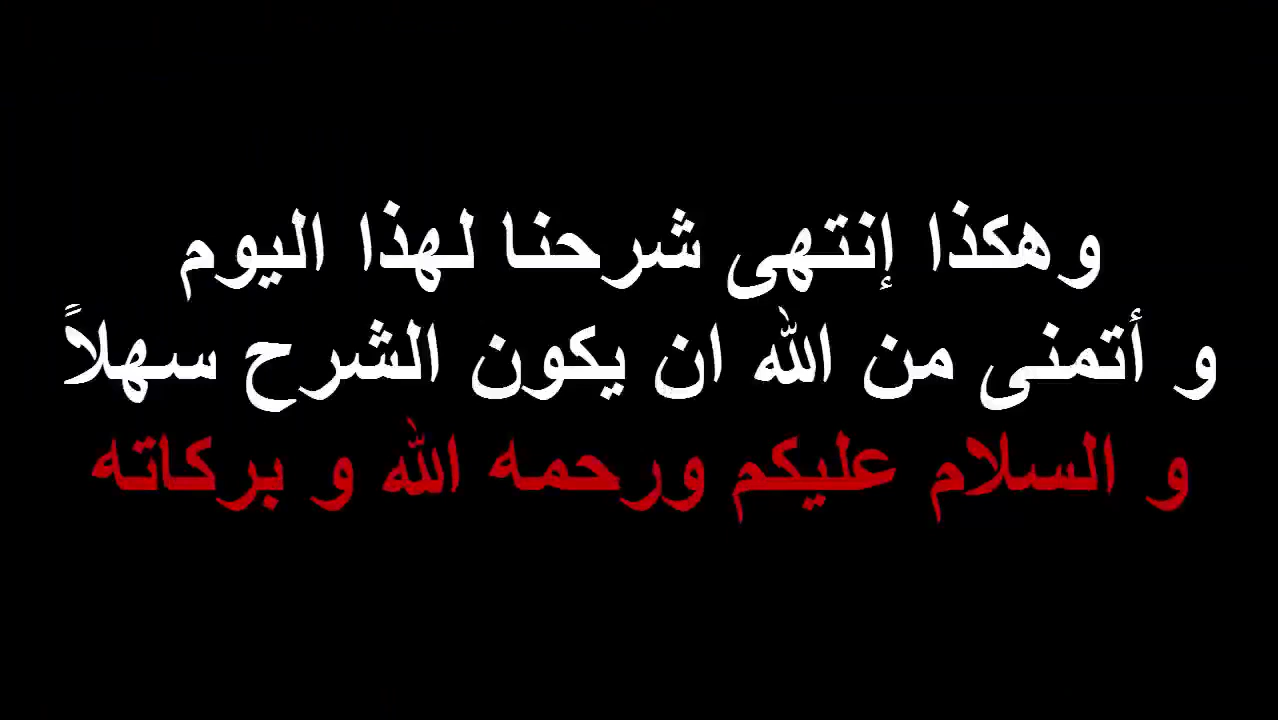 وهكذا إنتهى شرحنا لهذا اليوم
و أتمنى من الله ان يكون الشرح سهلاً
و السلام عليكم ورحمه الله و بركاته